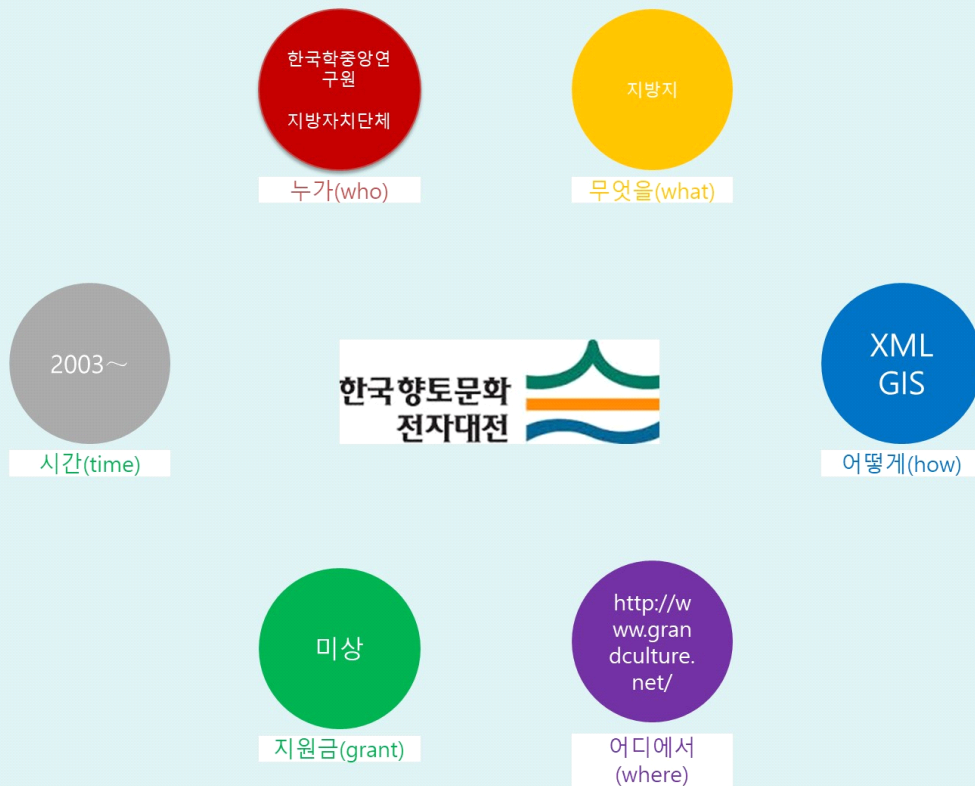 한국학중앙연
구원
지방자치단체
누가(who)
지방지
무엇을(what)
2003～
시간(time)
한국향토문화
전자대전
XML
GIS
어떻게(how)
미상
지원금(grant)
http://w
ww.gran
dculture.
net/
어디에서
(where)